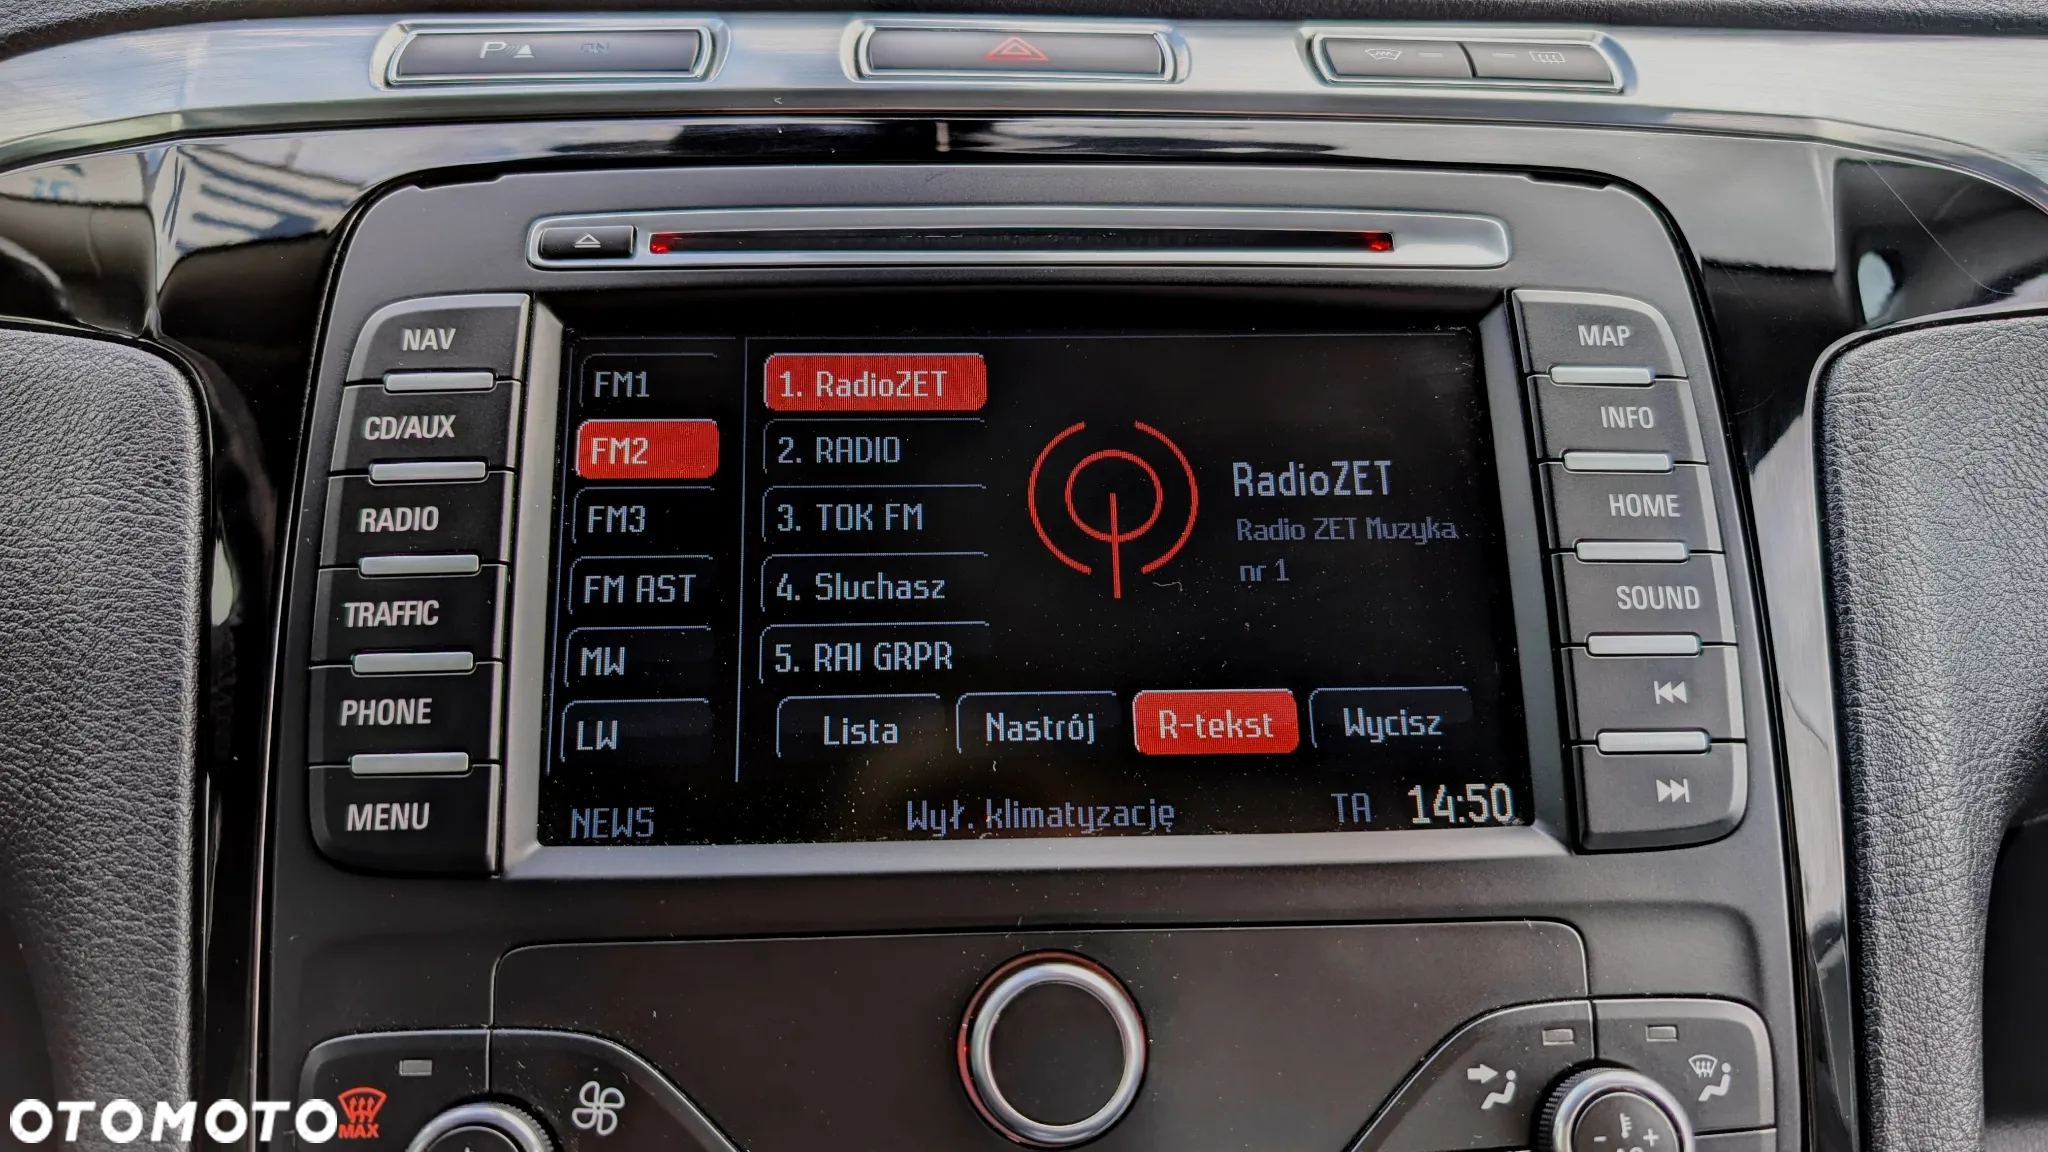 P ON
NAV
CD/AUX
RADIO
TRAFFIC
PHONE
MENU
FM1
FM2
FM3
FM AST
MW
LW
1. RadioZET
2. RADIO
3. TOK FM
4. Sluchasz
5. RAI GRPR
RadioZET
Radio ZET Muzyka
nr 1
Lista
Nastrój
R-tekst
Wycisz
NEWS
Wył. klimatyzację
TA
14:50
MAP
INFO
HOME
SOUND
MAX
OTOMOTO